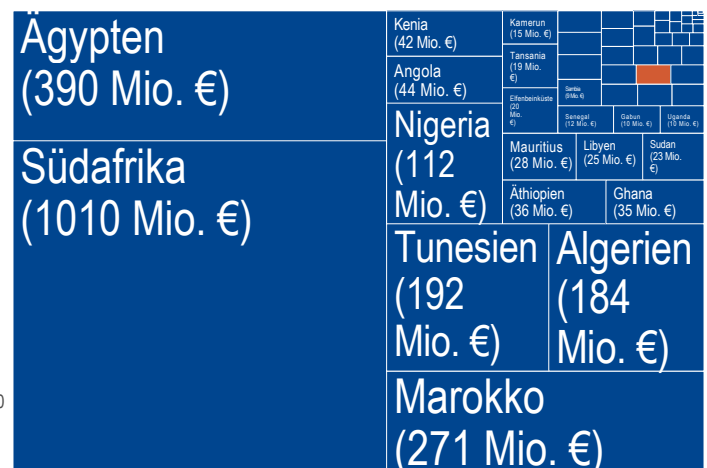 Ägypten
(390 Mio. €)
Südafrika
(1010 Mio. €)
Kenia
(42 Mio. €)
Angola
(44 Mio. €)
Nigeria
(112
Mio. €)
Kamerun
(15 Mio. €)
Tansania
(19 Mio.
€)
Elfenbeinküste
(20
Mio.
€)
Sambia
(9 Mio. €)
Senegal
(12 Mio. €)
Gabun
(10 Mio. €)
Uganda
(10 Mio. €)
Mauritius
(28 Mio. €)
Libyen
(25 Mio. €)
Sudan
(23 Mio.
€)
Äthiopien
(36 Mio. €)
Ghana
(35 Mio. €)
Tunesien
(192
Mio. €)
Algerien
(184
Mio. €)
Marokko
(271 Mio. €)
0